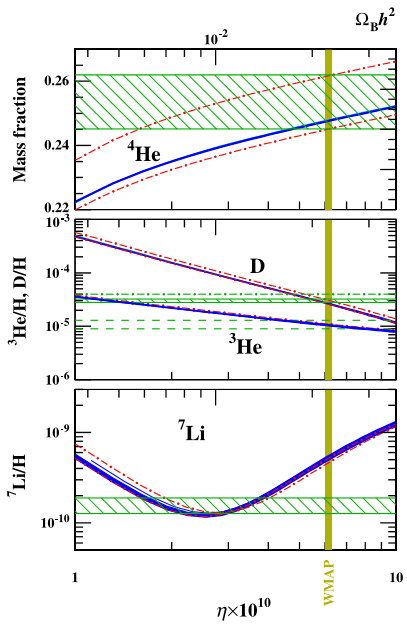 Ω_B h²
10⁻²
Mass fraction
0.26
0.24
0.22
⁴He
³He/H, D/H
10⁻³
10⁻⁴
10⁻⁵
10⁻⁶
D
³He
⁷Li/H
10⁻⁹
10⁻¹⁰
⁷Li
1
10
WMAP
η×10¹⁰